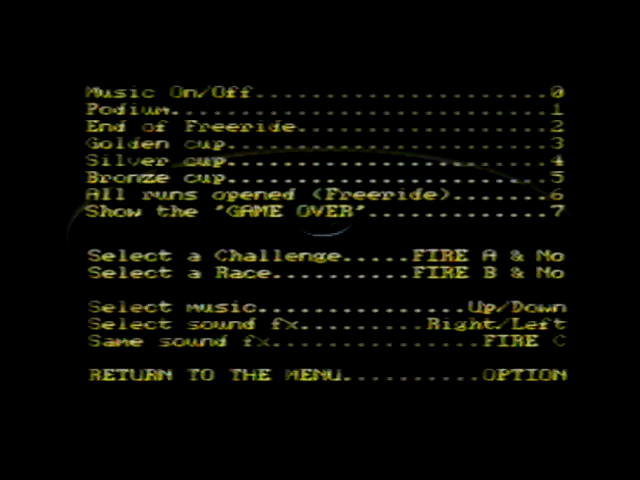 Music On/Off.....................0
Podium...........................1
End of Freeride..................2
Golden cup.......................3
Silver cup.......................4
Bronze cup.......................5
All runs opened (Freeride).......6
Show the "GAME OVER".............7
Select a Challenge.....FIRE A & No
Select a Race..........FIRE B & No
Select music...............Up/Down
Select sound fx.........Right/Left
Same sound fx...............FIRE C
RETURN TO THE MENU..........OPTION